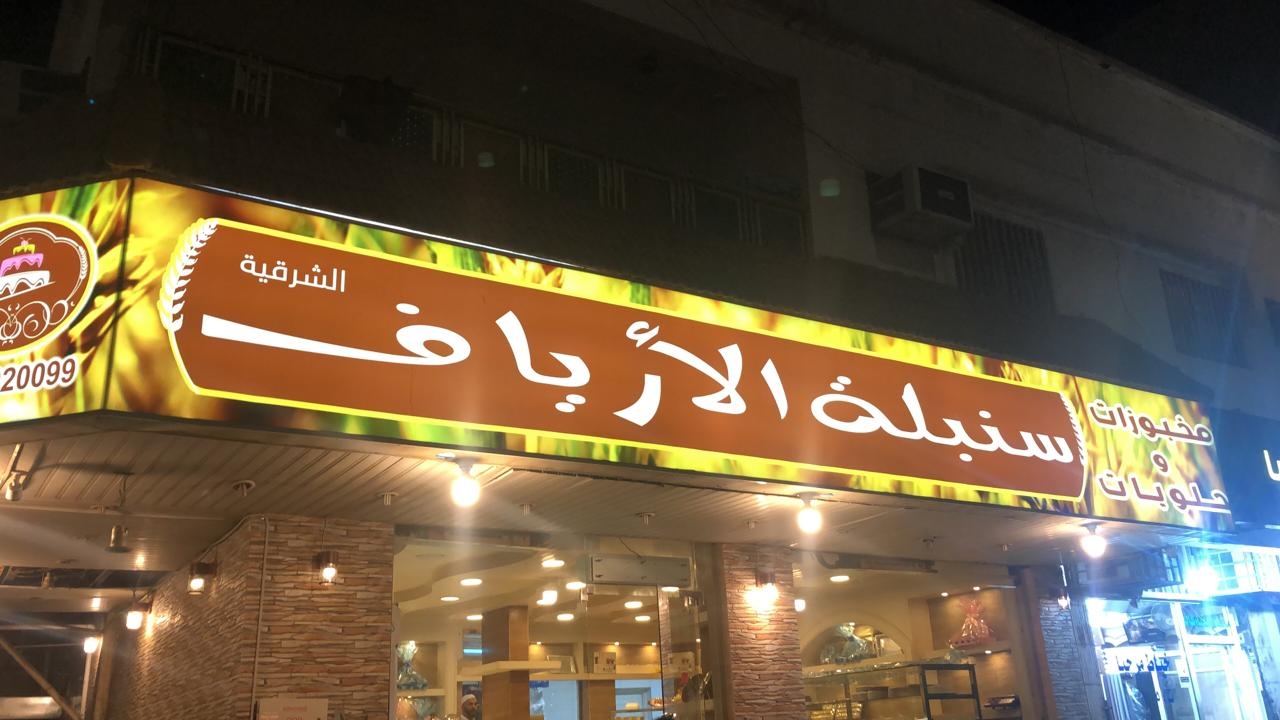 سنبلة الأرياف
الشرقية
مخبوزات
و
حلويات
20099